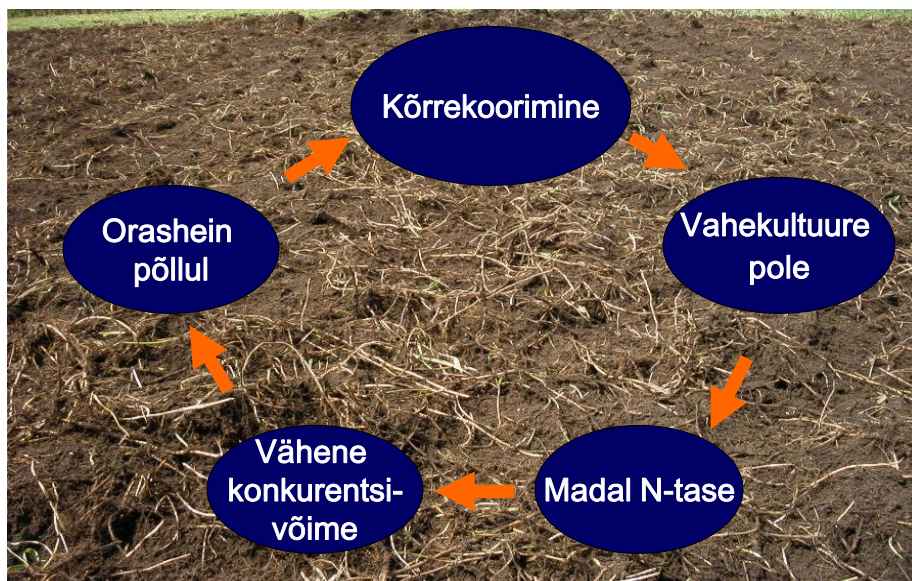 Kõrrekoorimine
Vahekultuure
pole
Madal N-tase
Vähene
konkurentsi-
võime
Orashein
põllul